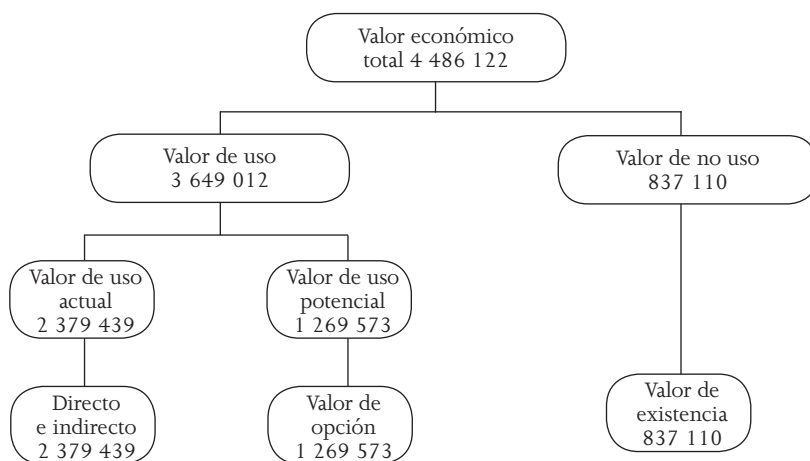 Valor económico
total 4 486 122
Valor de uso
3 649 012
Valor de no uso
837 110
Valor de uso
actual
2 379 439
Valor de uso
potencial
1 269 573
Directo
e indirecto
2 379 439
Valor de
opción
1 269 573
Valor de
existencia
837 110